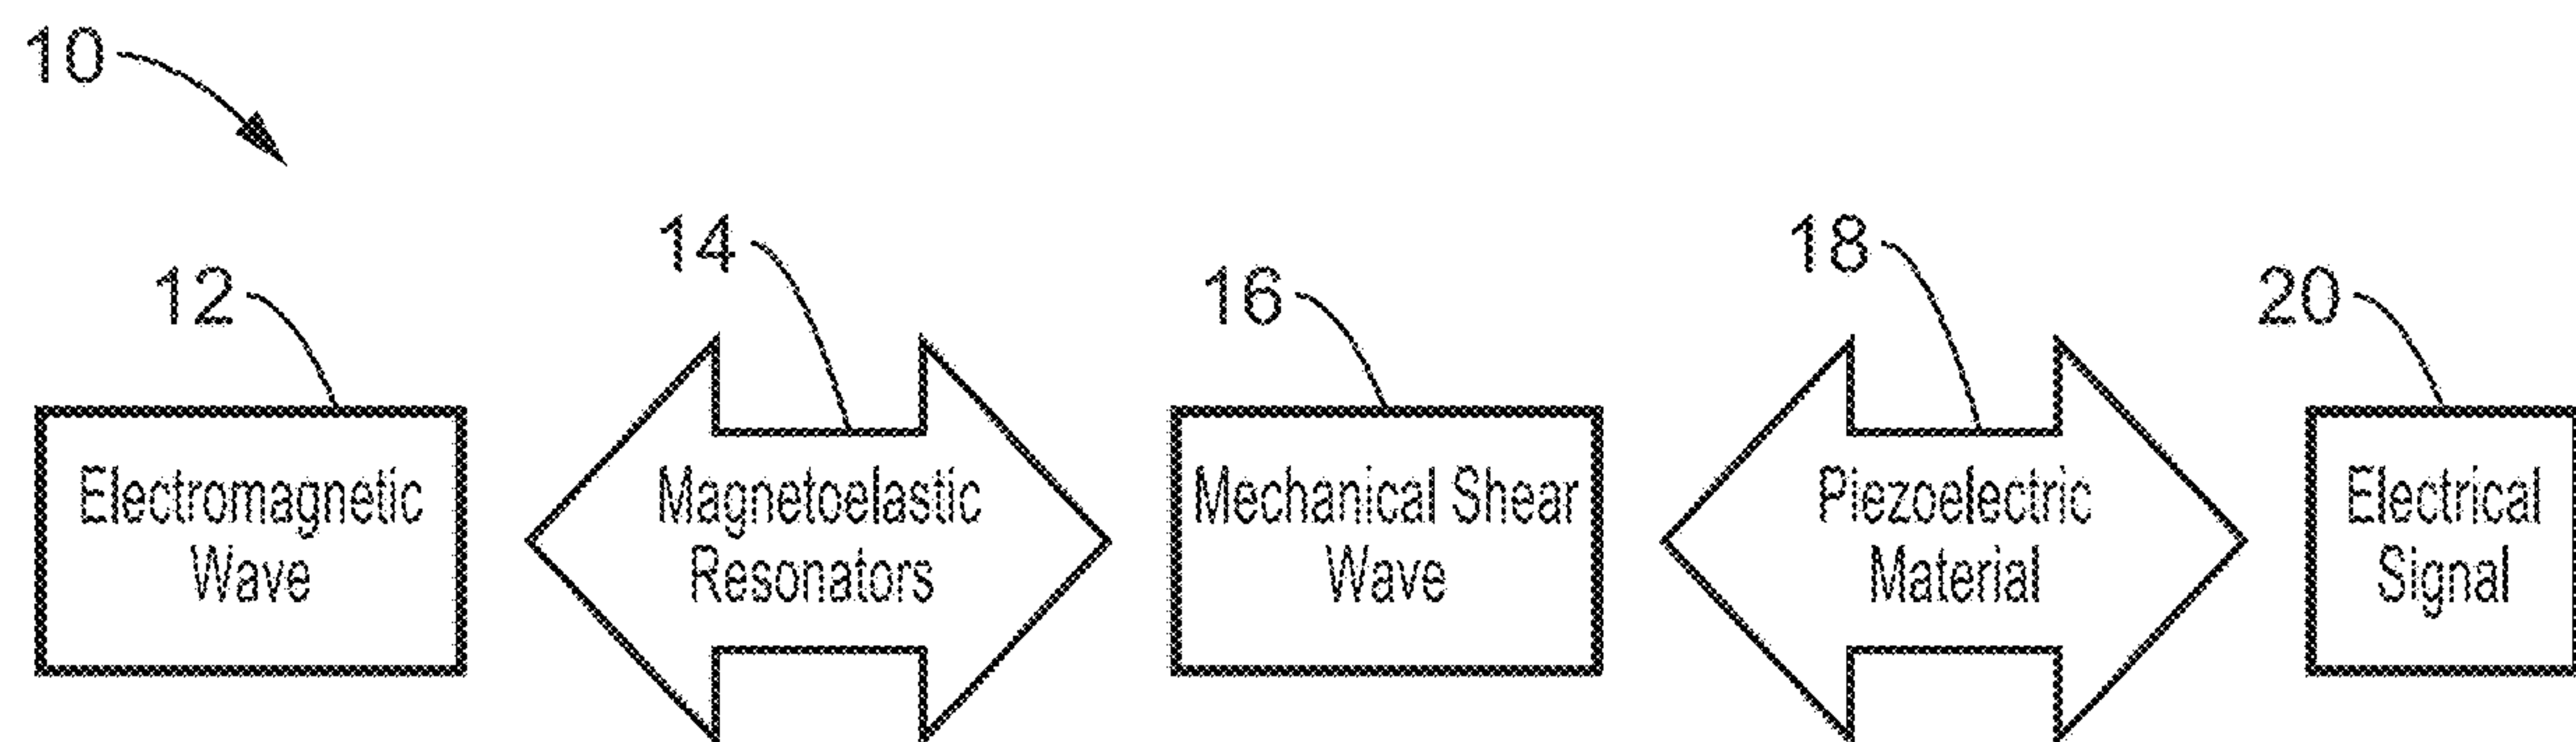 10
12
14
16
18
20
Electromagnetic
Wave
Magnetoelastic
Resonators
Mechanical Shear
Wave
Piezoelectric
Material
Electrical
Signal